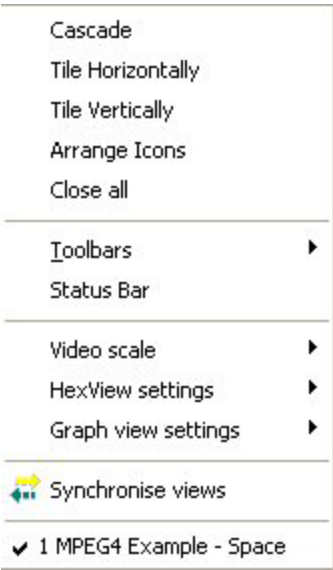 Cascade
Tile Horizontally
Tile Vertically
Arrange Icons
Close all
Toolbars
Status Bar
Video scale
HexView settings
Graph view settings
Synchronise views
1 MPEG4 Example - Space